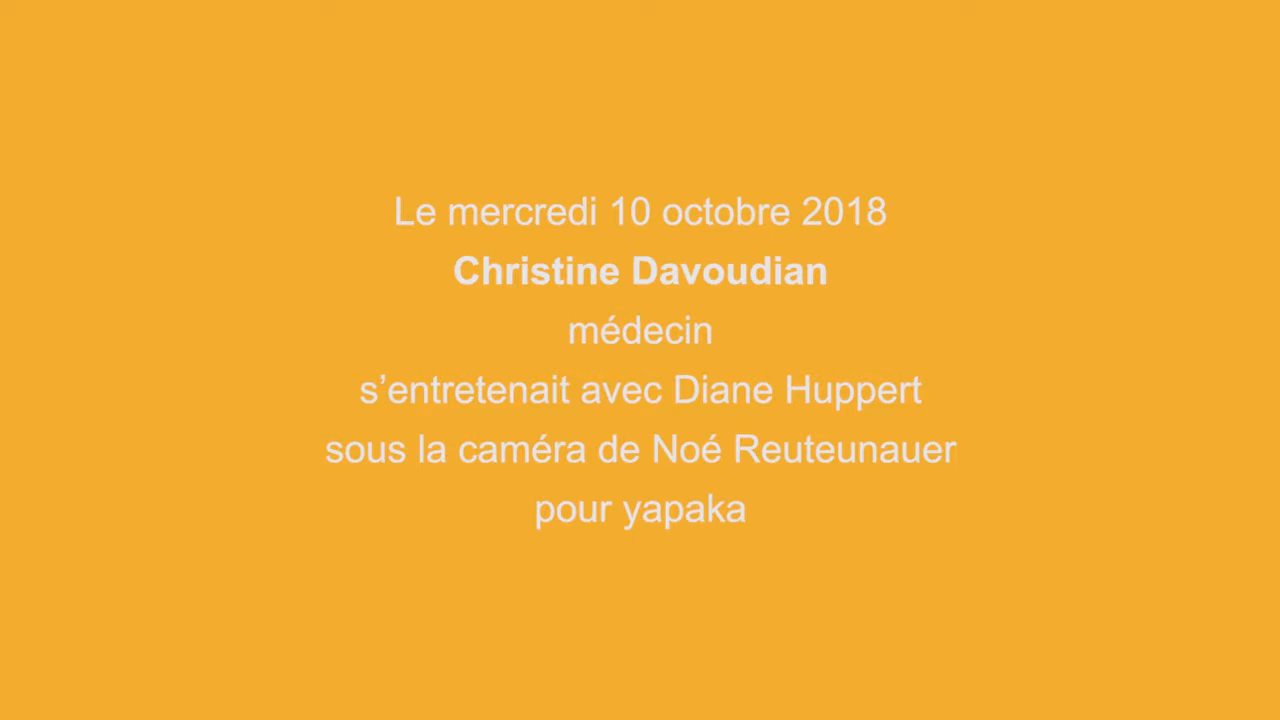 Le mercredi 10 octobre 2018
Christine Davoudian
médecin
s’entretenait avec Diane Huppert
sous la caméra de Noé Reuteunauer
pour yapaka